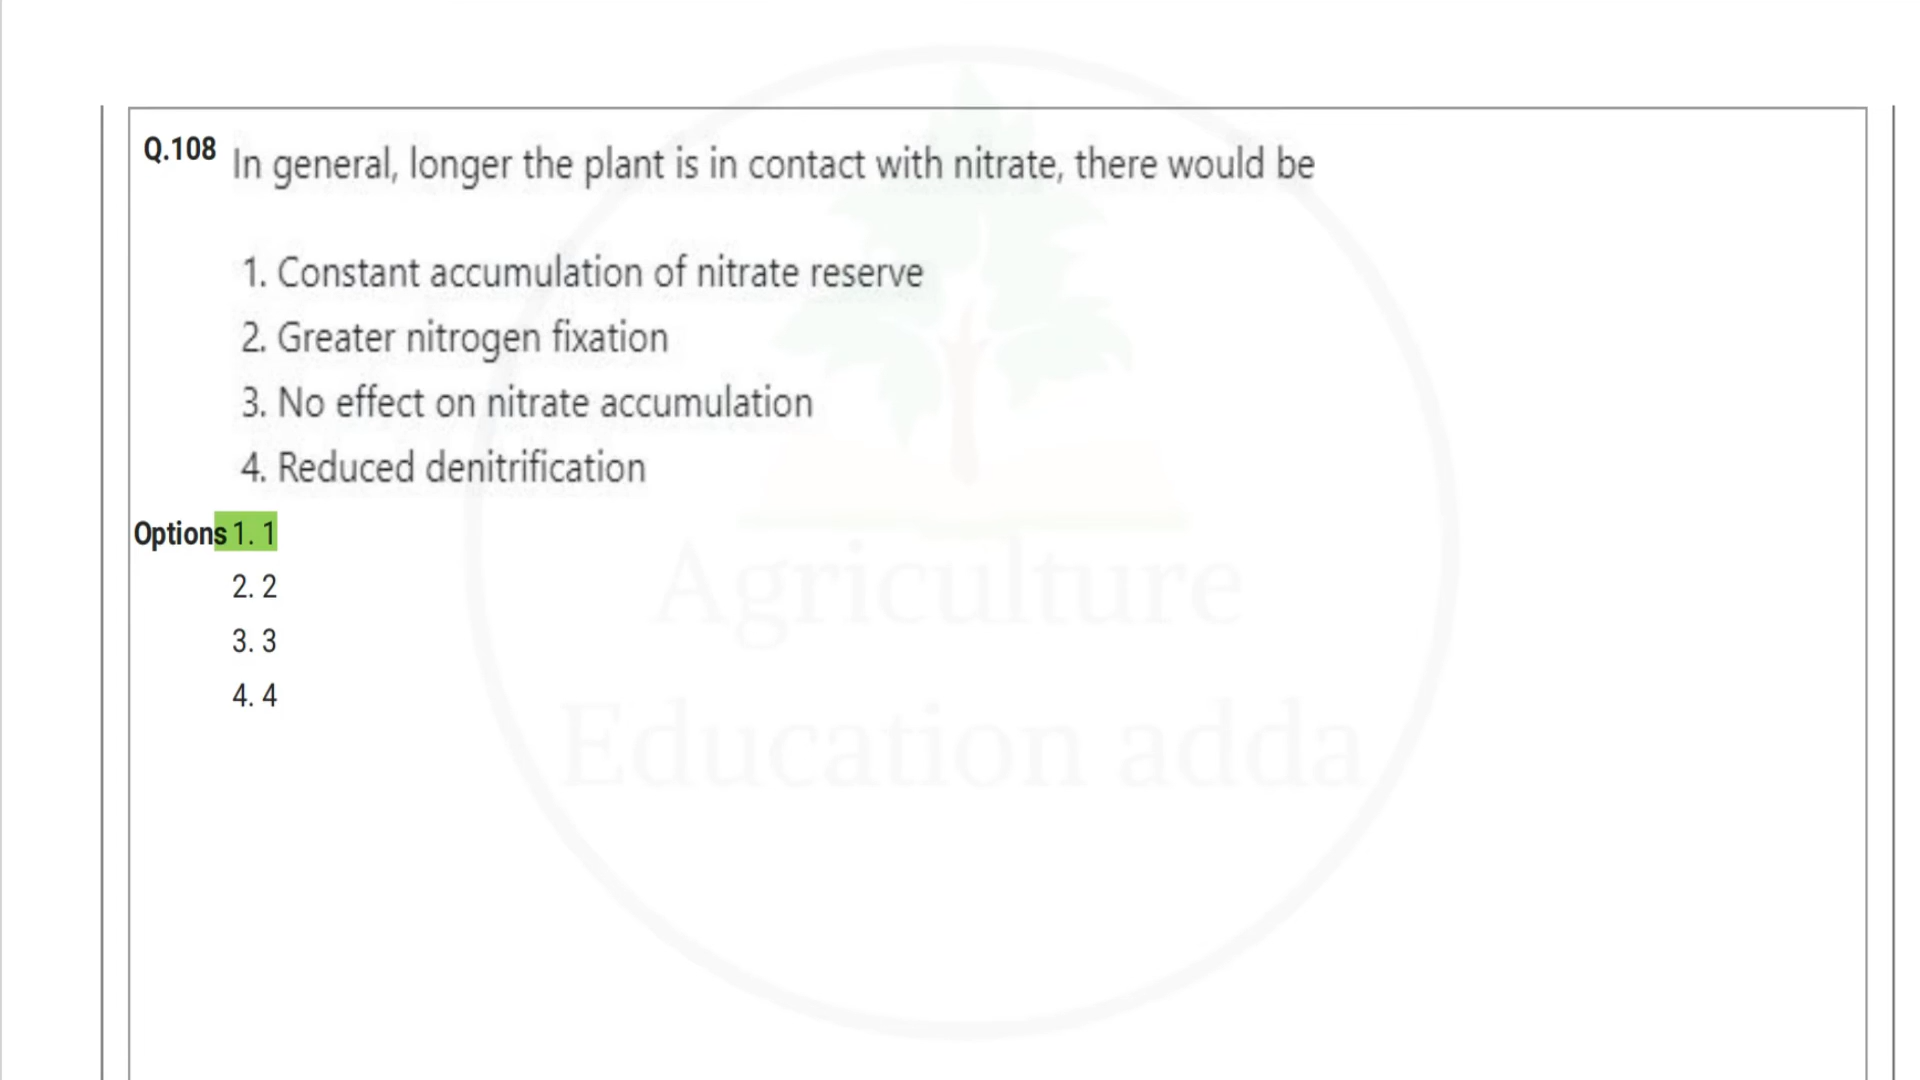 Q.108 In general, longer the plant is in contact with nitrate, there would be
1. Constant accumulation of nitrate reserve
2. Greater nitrogen fixation
3. No effect on nitrate accumulation
4. Reduced denitrification
Options 1. 1
2. 2
3. 3
4. 4
Agriculture
Education adda